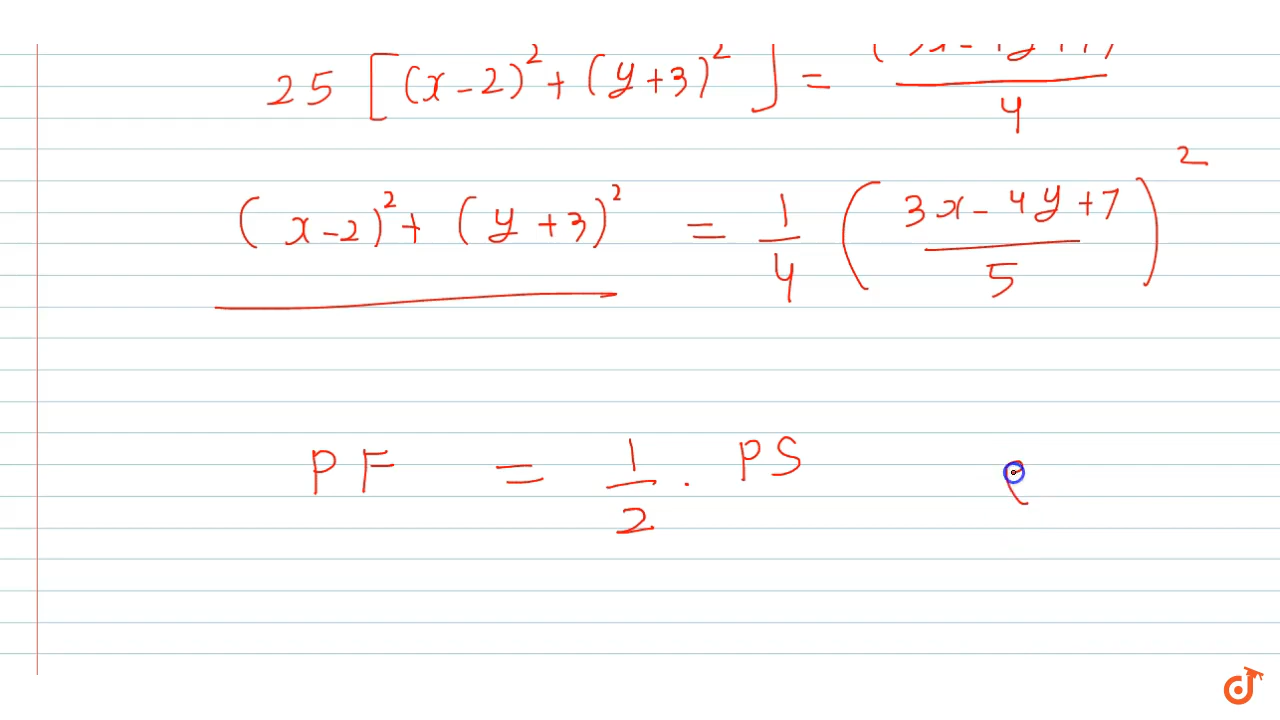 25 [(x-2)² + (y+3)²] = ()² / 4
(x-2)² + (y+3)² = 1/4 ((3x-4y+7)/5)²
PF = 1/2 . PS e